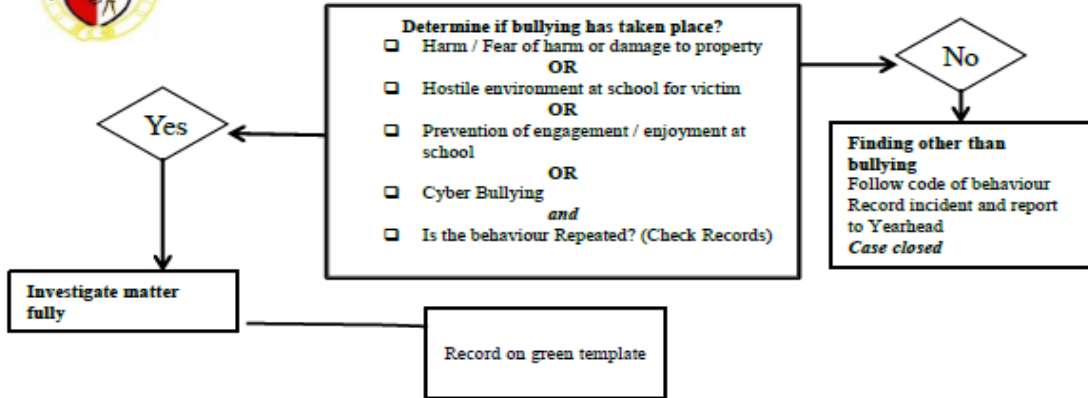 Determine if bullying has taken place?
❑ Harm / Fear of harm or damage to property
OR
❑ Hostile environment at school for victim
OR
❑ Prevention of engagement / enjoyment at
school
OR
❑ Cyber Bullying
and
❑ Is the behaviour Repeated? (Check Records)
No
Yes
Finding other than
bullying
Follow code of behaviour
Record incident and report
to Yearhead
Case closed
Investigate matter
fully
Record on green template